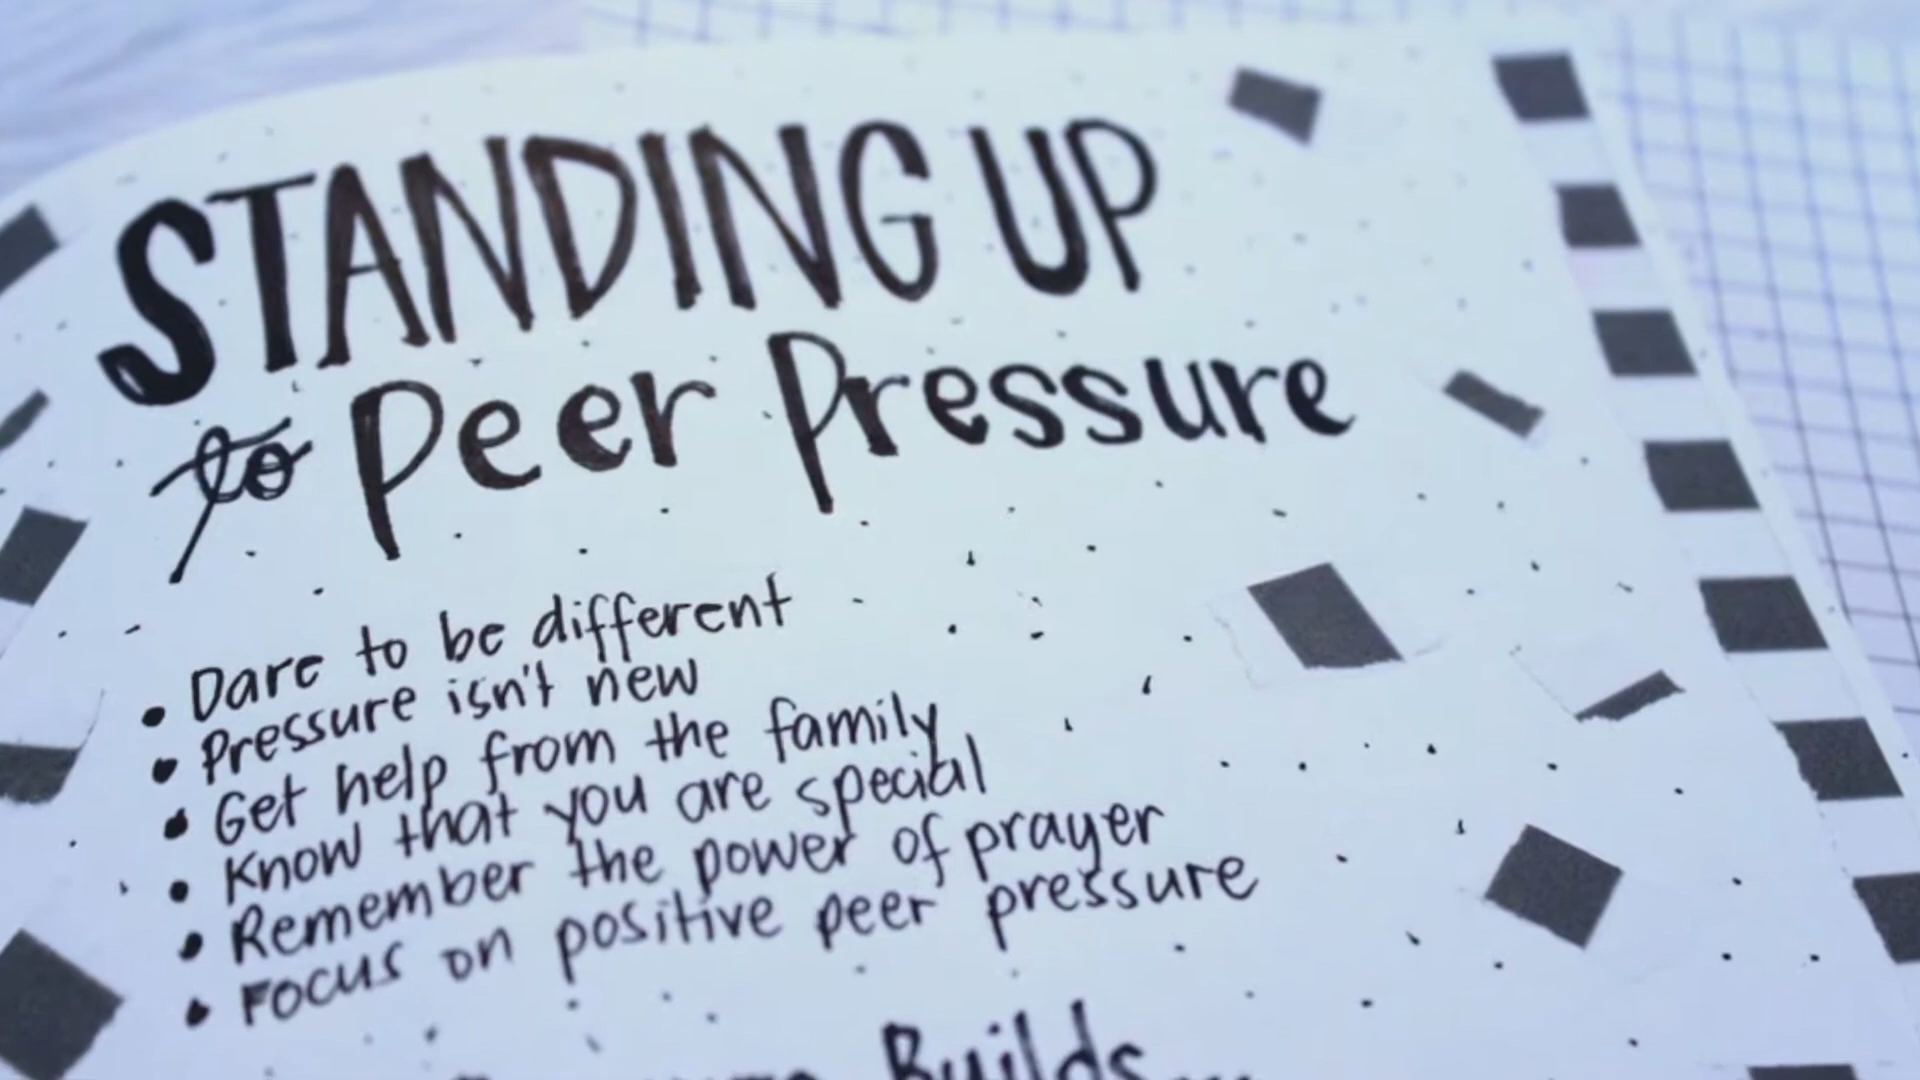 STANDING UP
to Peer Pressure
• Dare to be different
• Pressure isn't new
• Get help from the family
• Know that you are special
• Remember the power of prayer
• Focus on positive peer pressure
Builds...